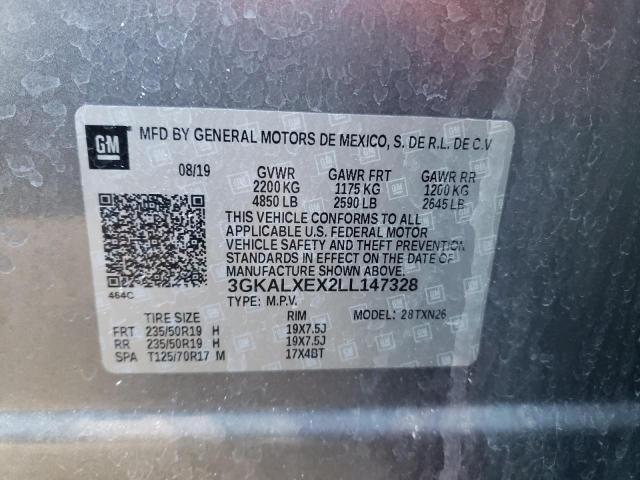 GM
MFD BY GENERAL MOTORS DE MEXICO, S. DE R.L. DE C.V
08/19 GVWR GAWR FRT GAWR RR
2200 KG 1175 KG 1200 KG
4850 LB 2590 LB 2645 LB
THIS VEHICLE CONFORMS TO ALL
APPLICABLE U.S. FEDERAL MOTOR
VEHICLE SAFETY AND THEFT PREVENTION
STANDARDS IN EFFECT ON THE DATE OF
MANUFACTURE SHOWN ABOVE.
464C
3GKALXEX2LL147328
TYPE: M.P.V. MODEL: 28TXN26
TIRE SIZE RIM
FRT 235/50R19 H 19X7.5J
RR 235/50R19 H 19X7.5J
SPA T125/70R17 M 17X4BT